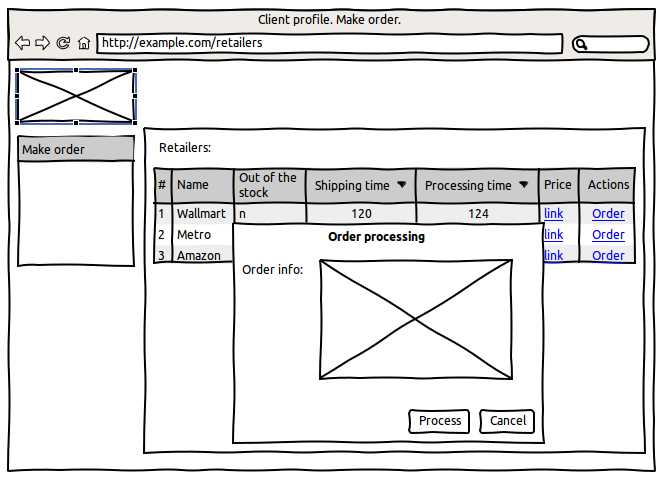 Client profile. Make order.
http://example.com/retailers
Make order
Retailers:
# Name Out of the stock Shipping time Processing time Price Actions
1 Wallmart n 120 124 link Order
2 Metro link Order
3 Amazon link Order
Order processing
Order info:
Process Cancel